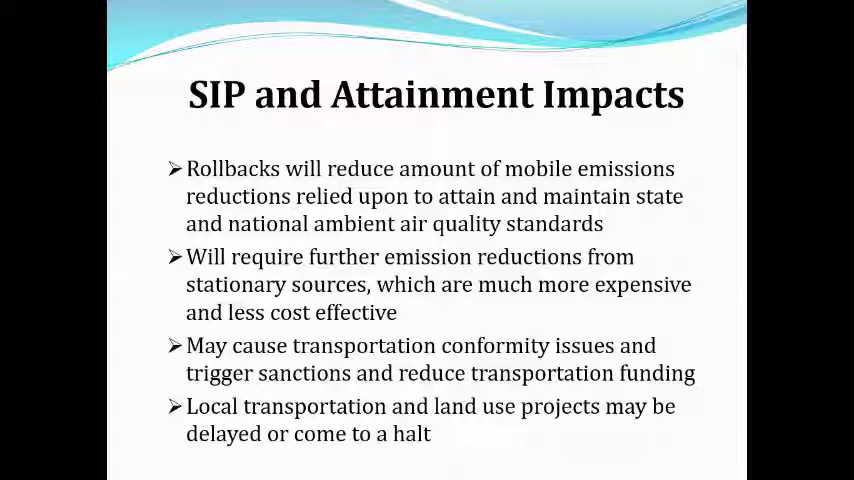 SIP and Attainment Impacts
➢Rollbacks will reduce amount of mobile emissions
reductions relied upon to attain and maintain state
and national ambient air quality standards
➢Will require further emission reductions from
stationary sources, which are much more expensive
and less cost effective
➢May cause transportation conformity issues and
trigger sanctions and reduce transportation funding
➢Local transportation and land use projects may be
delayed or come to a halt